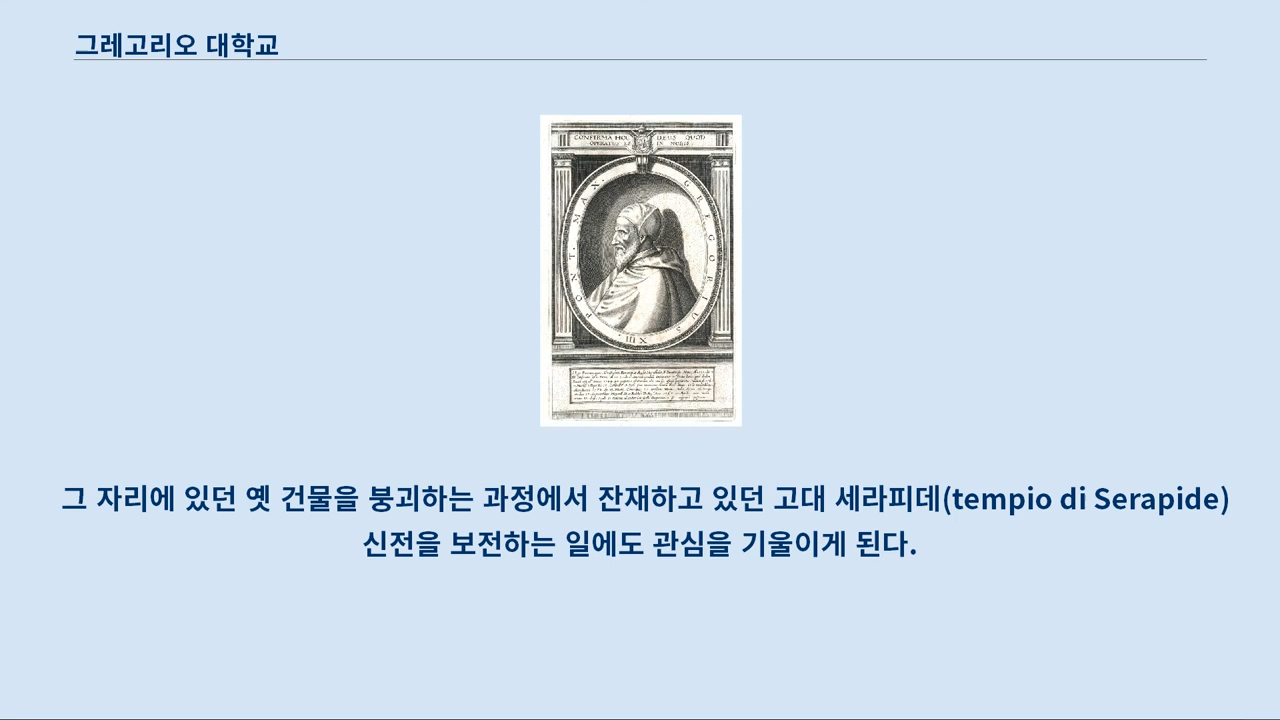 그레고리오 대학교
CONFIRMA HOC DEUS QUOD
OPERATUS ES IN NOBIS
PONT. MAX. GREGORIUS XIII
그 자리에 있던 옛 건물을 붕괴하는 과정에서 잔재하고 있던 고대 세라피데(tempio di Serapide)
신전을 보전하는 일에도 관심을 기울이게 된다.